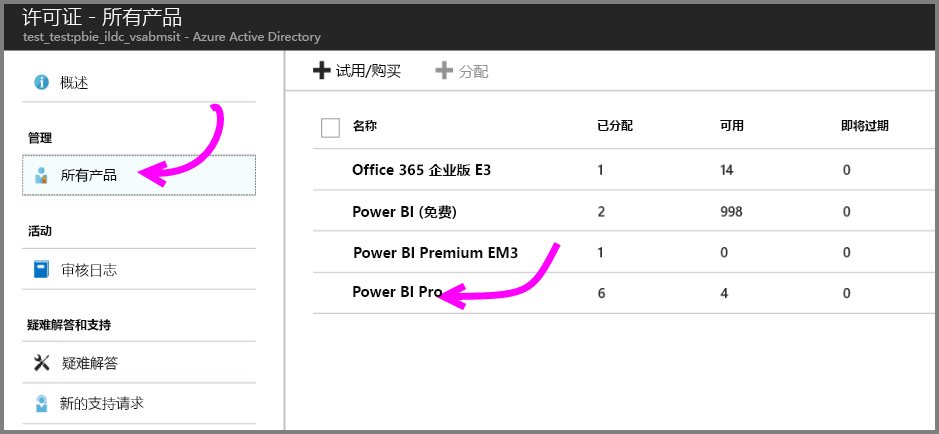 许可证 - 所有产品
test_test:pbie_ildc_vsabmsit - Azure Active Directory
概述
管理
所有产品
活动
审核日志
疑难解答和支持
疑难解答
新的支持请求
试用/购买 分配
名称 已分配 可用 即将过期
Office 365 企业版 E3 1 14 0
Power BI (免费) 2 998 0
Power BI Premium EM3 1 0 0
Power BI Pro 6 4 0